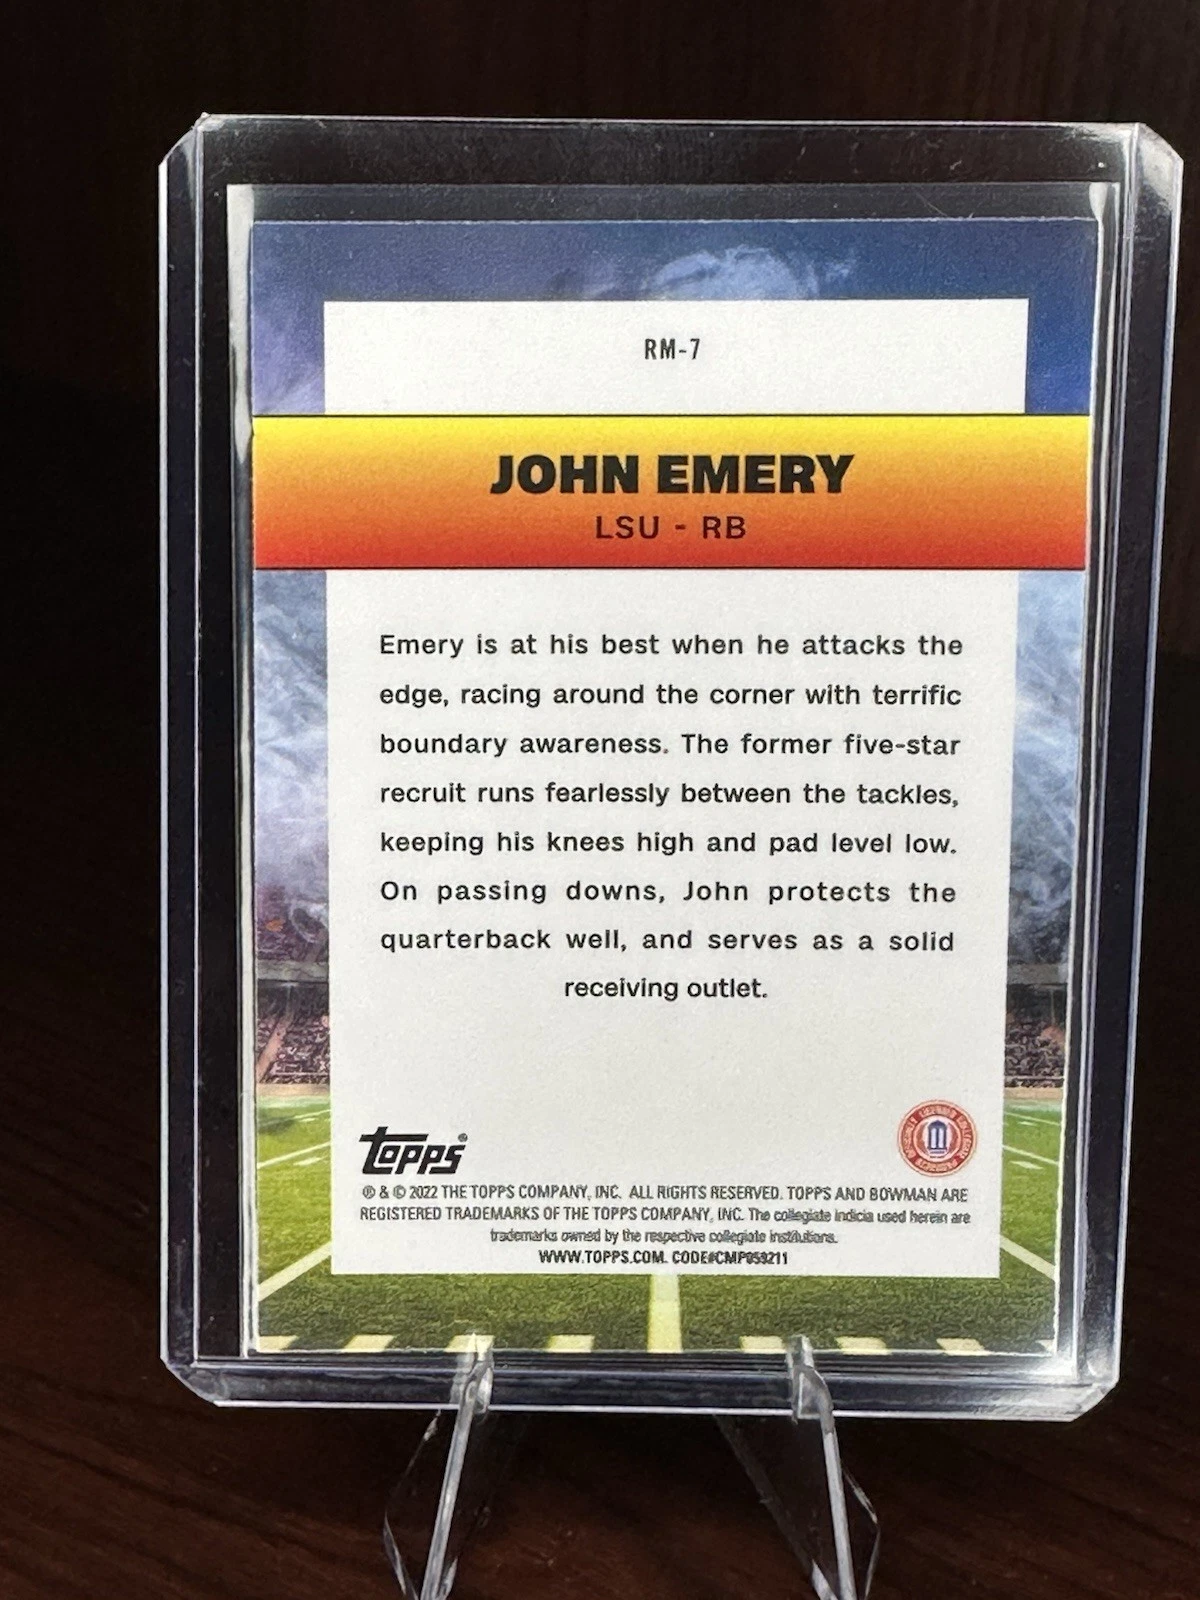 RM-7
JOHN EMERY
LSU - RB
Emery is at his best when he attacks the
edge, racing around the corner with terrific
boundary awareness. The former five-star
recruit runs fearlessly between the tackles,
keeping his knees high and pad level low.
On passing downs, John protects the
quarterback well, and serves as a solid
receiving outlet.
Topps®
® & © 2022 THE TOPPS COMPANY, INC. ALL RIGHTS RESERVED. TOPPS AND BOWMAN ARE
REGISTERED TRADEMARKS OF THE TOPPS COMPANY, INC. The collegiate indicia used herein are
trademarks owned by the respective collegiate institutions.
WWW.TOPPS.COM. CODE#CMP059211